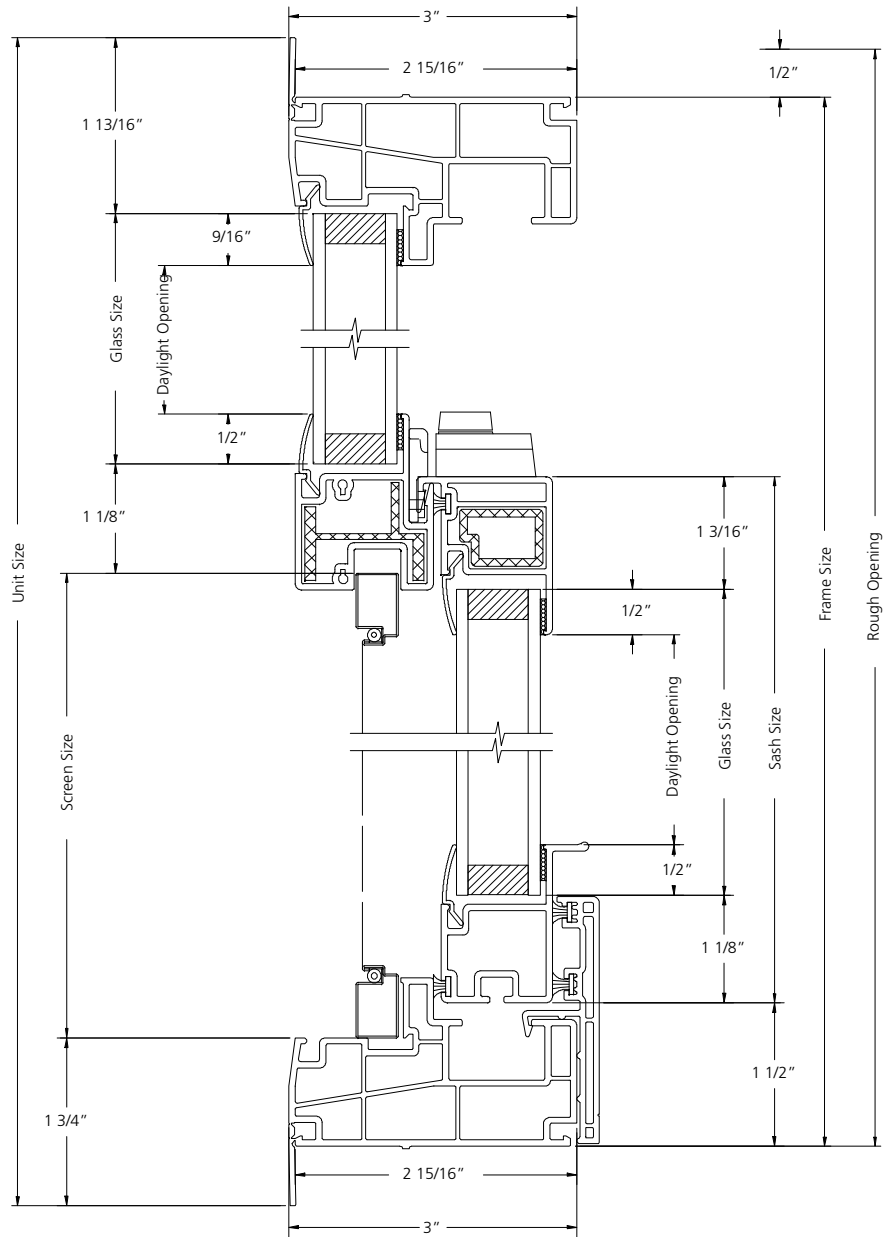 3″
2 15/16″
1/2″
1 13/16″
9/16″
Glass Size
Daylight Opening
1/2″
1 1/8″
1 3/16″
Unit Size
Frame Size
Rough Opening
1/2″
Screen Size
Daylight Opening
Glass Size
Sash Size
1/2″
1 1/8″
1 3/4″
1 1/2″
2 15/16″
3″